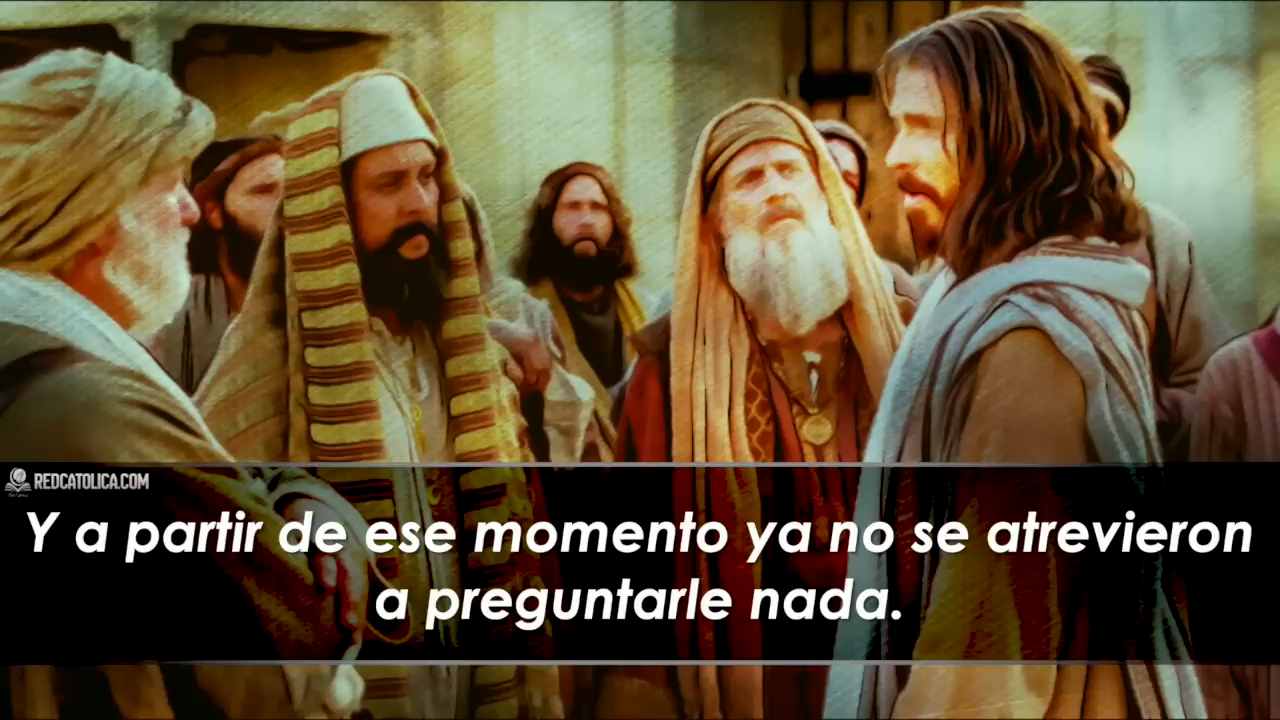 REDCATOLICA.COM
Y a partir de ese momento ya no se atrevieron
a preguntarle nada.